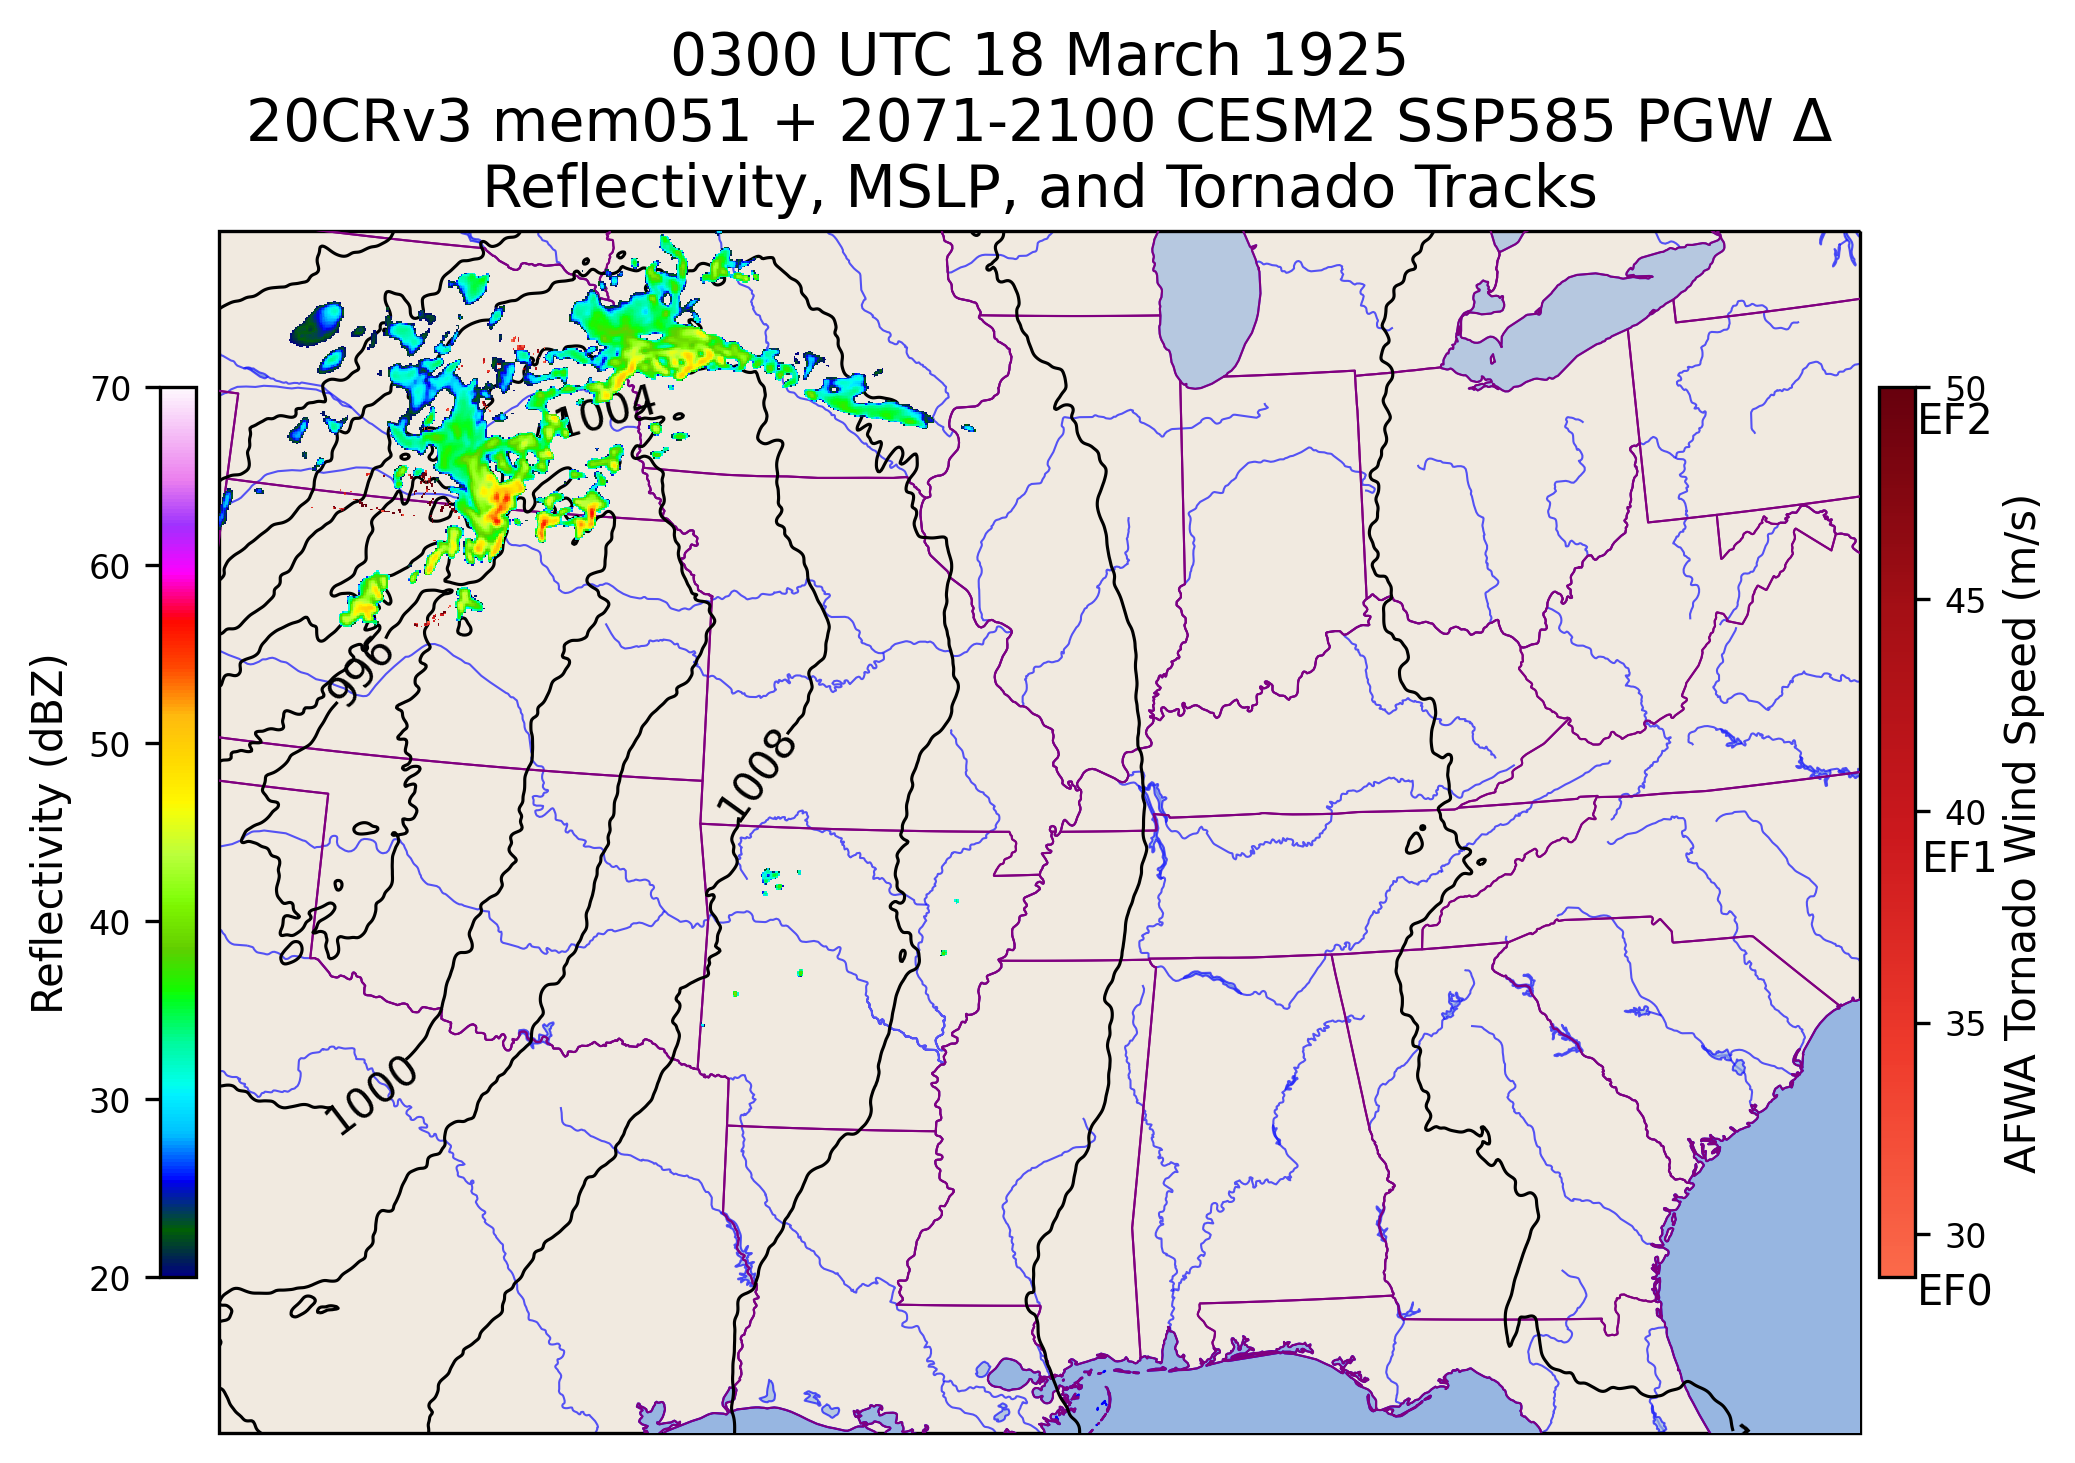 0300 UTC 18 March 1925
20CRv3 mem051 + 2071-2100 CESM2 SSP585 PGW Δ
Reflectivity, MSLP, and Tornado Tracks
70
60
50
40
30
20
Reflectivity (dBZ)
1004
996
1008
1000
50
EF2
45
40
EF1
35
30
EF0
AFWA Tornado Wind Speed (m/s)